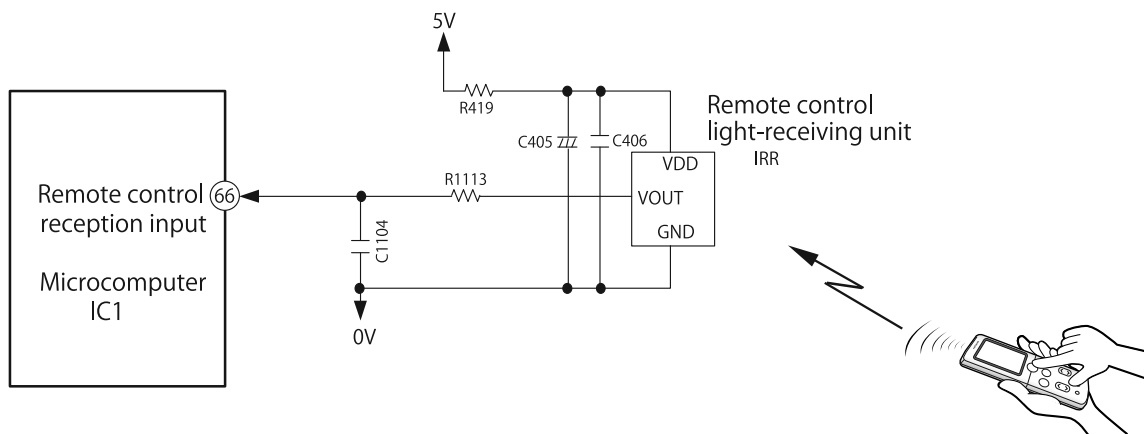 5V
R419
C405
C406
Remote control
light-receiving unit
IRR
VDD
VOUT
GND
R1113
66
Remote control
reception input
C1104
Microcomputer
IC1
0V